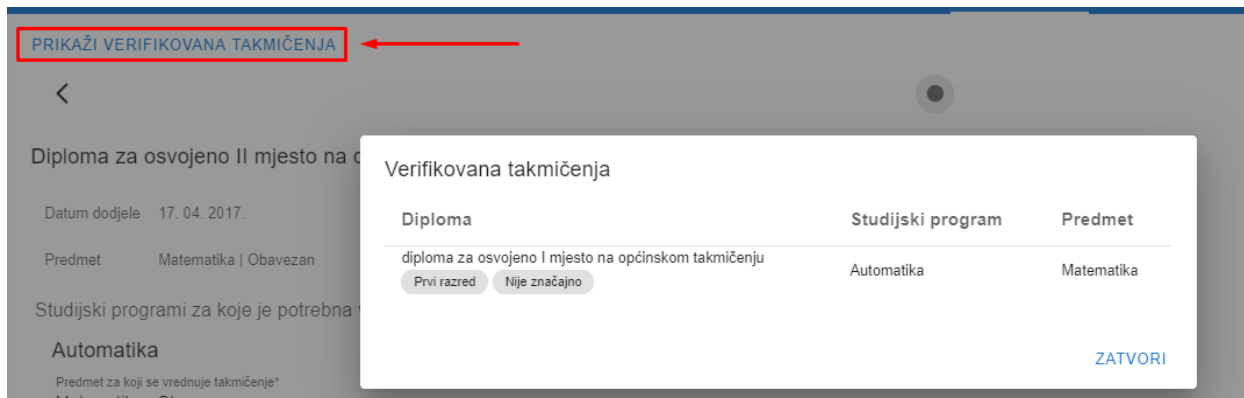 PRIKAŽI VERIFIKOVANA TAKMIČENJA
Diploma za osvojeno II mjesto na
Datum dodjele 17. 04. 2017.
Predmet Matematika | Obavezan
Studijski programi za koje je potrebna
Automatika
Predmet za koji se vrednuje takmičenje*
Verifikovana takmičenja
Diploma Studijski program Predmet
diploma za osvojeno I mjesto na općinskom takmičenju Automatika Matematika
Prvi razred Nije značajno
ZATVORI